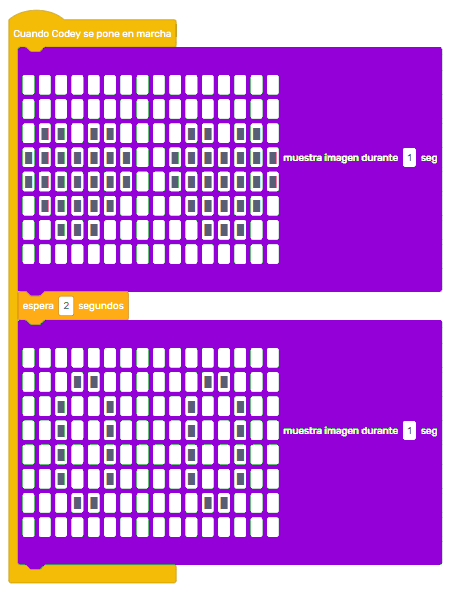 Cuando Codey se pone en marcha
muestra imagen durante 1 seg
espera 2 segundos
muestra imagen durante 1 seg